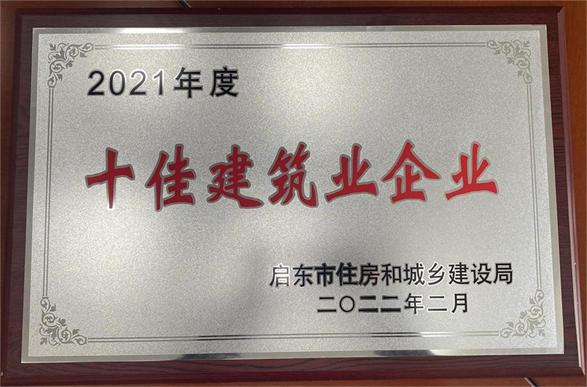 2021年度
十佳建筑业企业
启东市住房和城乡建设局
二〇二二年二月